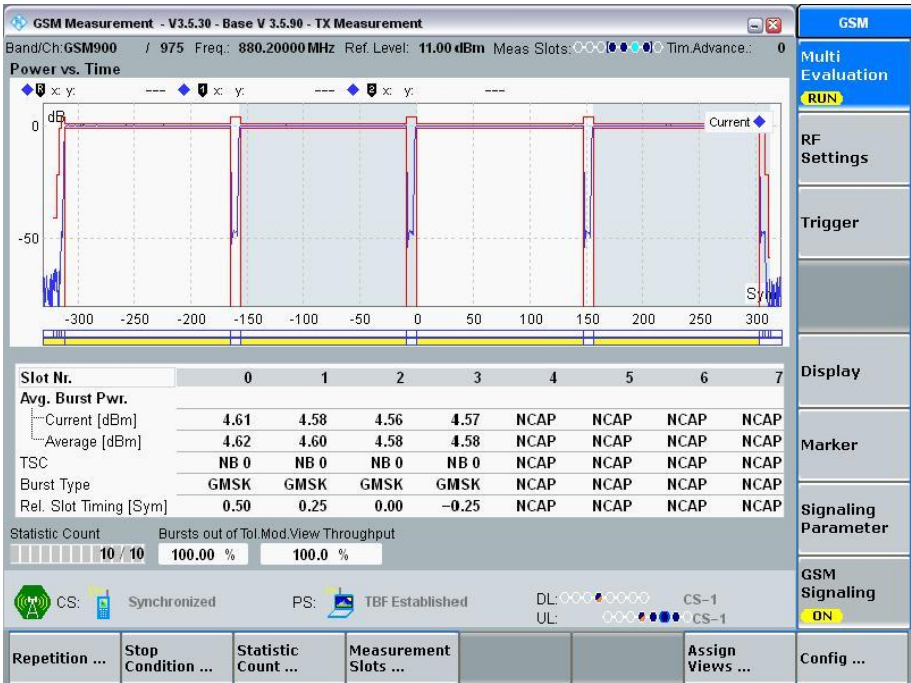 GSM Measurement - V3.5.30 - Base V 3.5.90 - TX Measurement
GSM
Band/Ch:GSM900 / 975 Freq.: 880.20000 MHz Ref. Level: 11.00 dBm Meas Slots: Tim.Advance.: 0
Power vs. Time
Multi Evaluation
RUN
R x: y: --- 1 x: y: --- 2 x: y: ---
dB
Current
0
-50
Sym
-300 -250 -200 -150 -100 -50 0 50 100 150 200 250 300
RF Settings
Trigger
Display
Marker
Signaling Parameter
GSM Signaling
ON
Slot Nr. 0 1 2 3 4 5 6 7
Avg. Burst Pwr.
Current [dBm] 4.61 4.58 4.56 4.57 NCAP NCAP NCAP NCAP
Average [dBm] 4.62 4.60 4.58 4.58 NCAP NCAP NCAP NCAP
TSC NB 0 NB 0 NB 0 NB 0 NCAP NCAP NCAP NCAP
Burst Type GMSK GMSK GMSK GMSK NCAP NCAP NCAP NCAP
Rel. Slot Timing [Sym] 0.50 0.25 0.00 -0.25 NCAP NCAP NCAP NCAP
Statistic Count Bursts out of Tol. Mod.View Throughput
10 / 10 100.00 % 100.0 %
CS: Synchronized PS: TBF Established DL: CS-1
UL: CS-1
Repetition ... Stop Condition ... Statistic Count ... Measurement Slots ... Assign Views ... Config ...